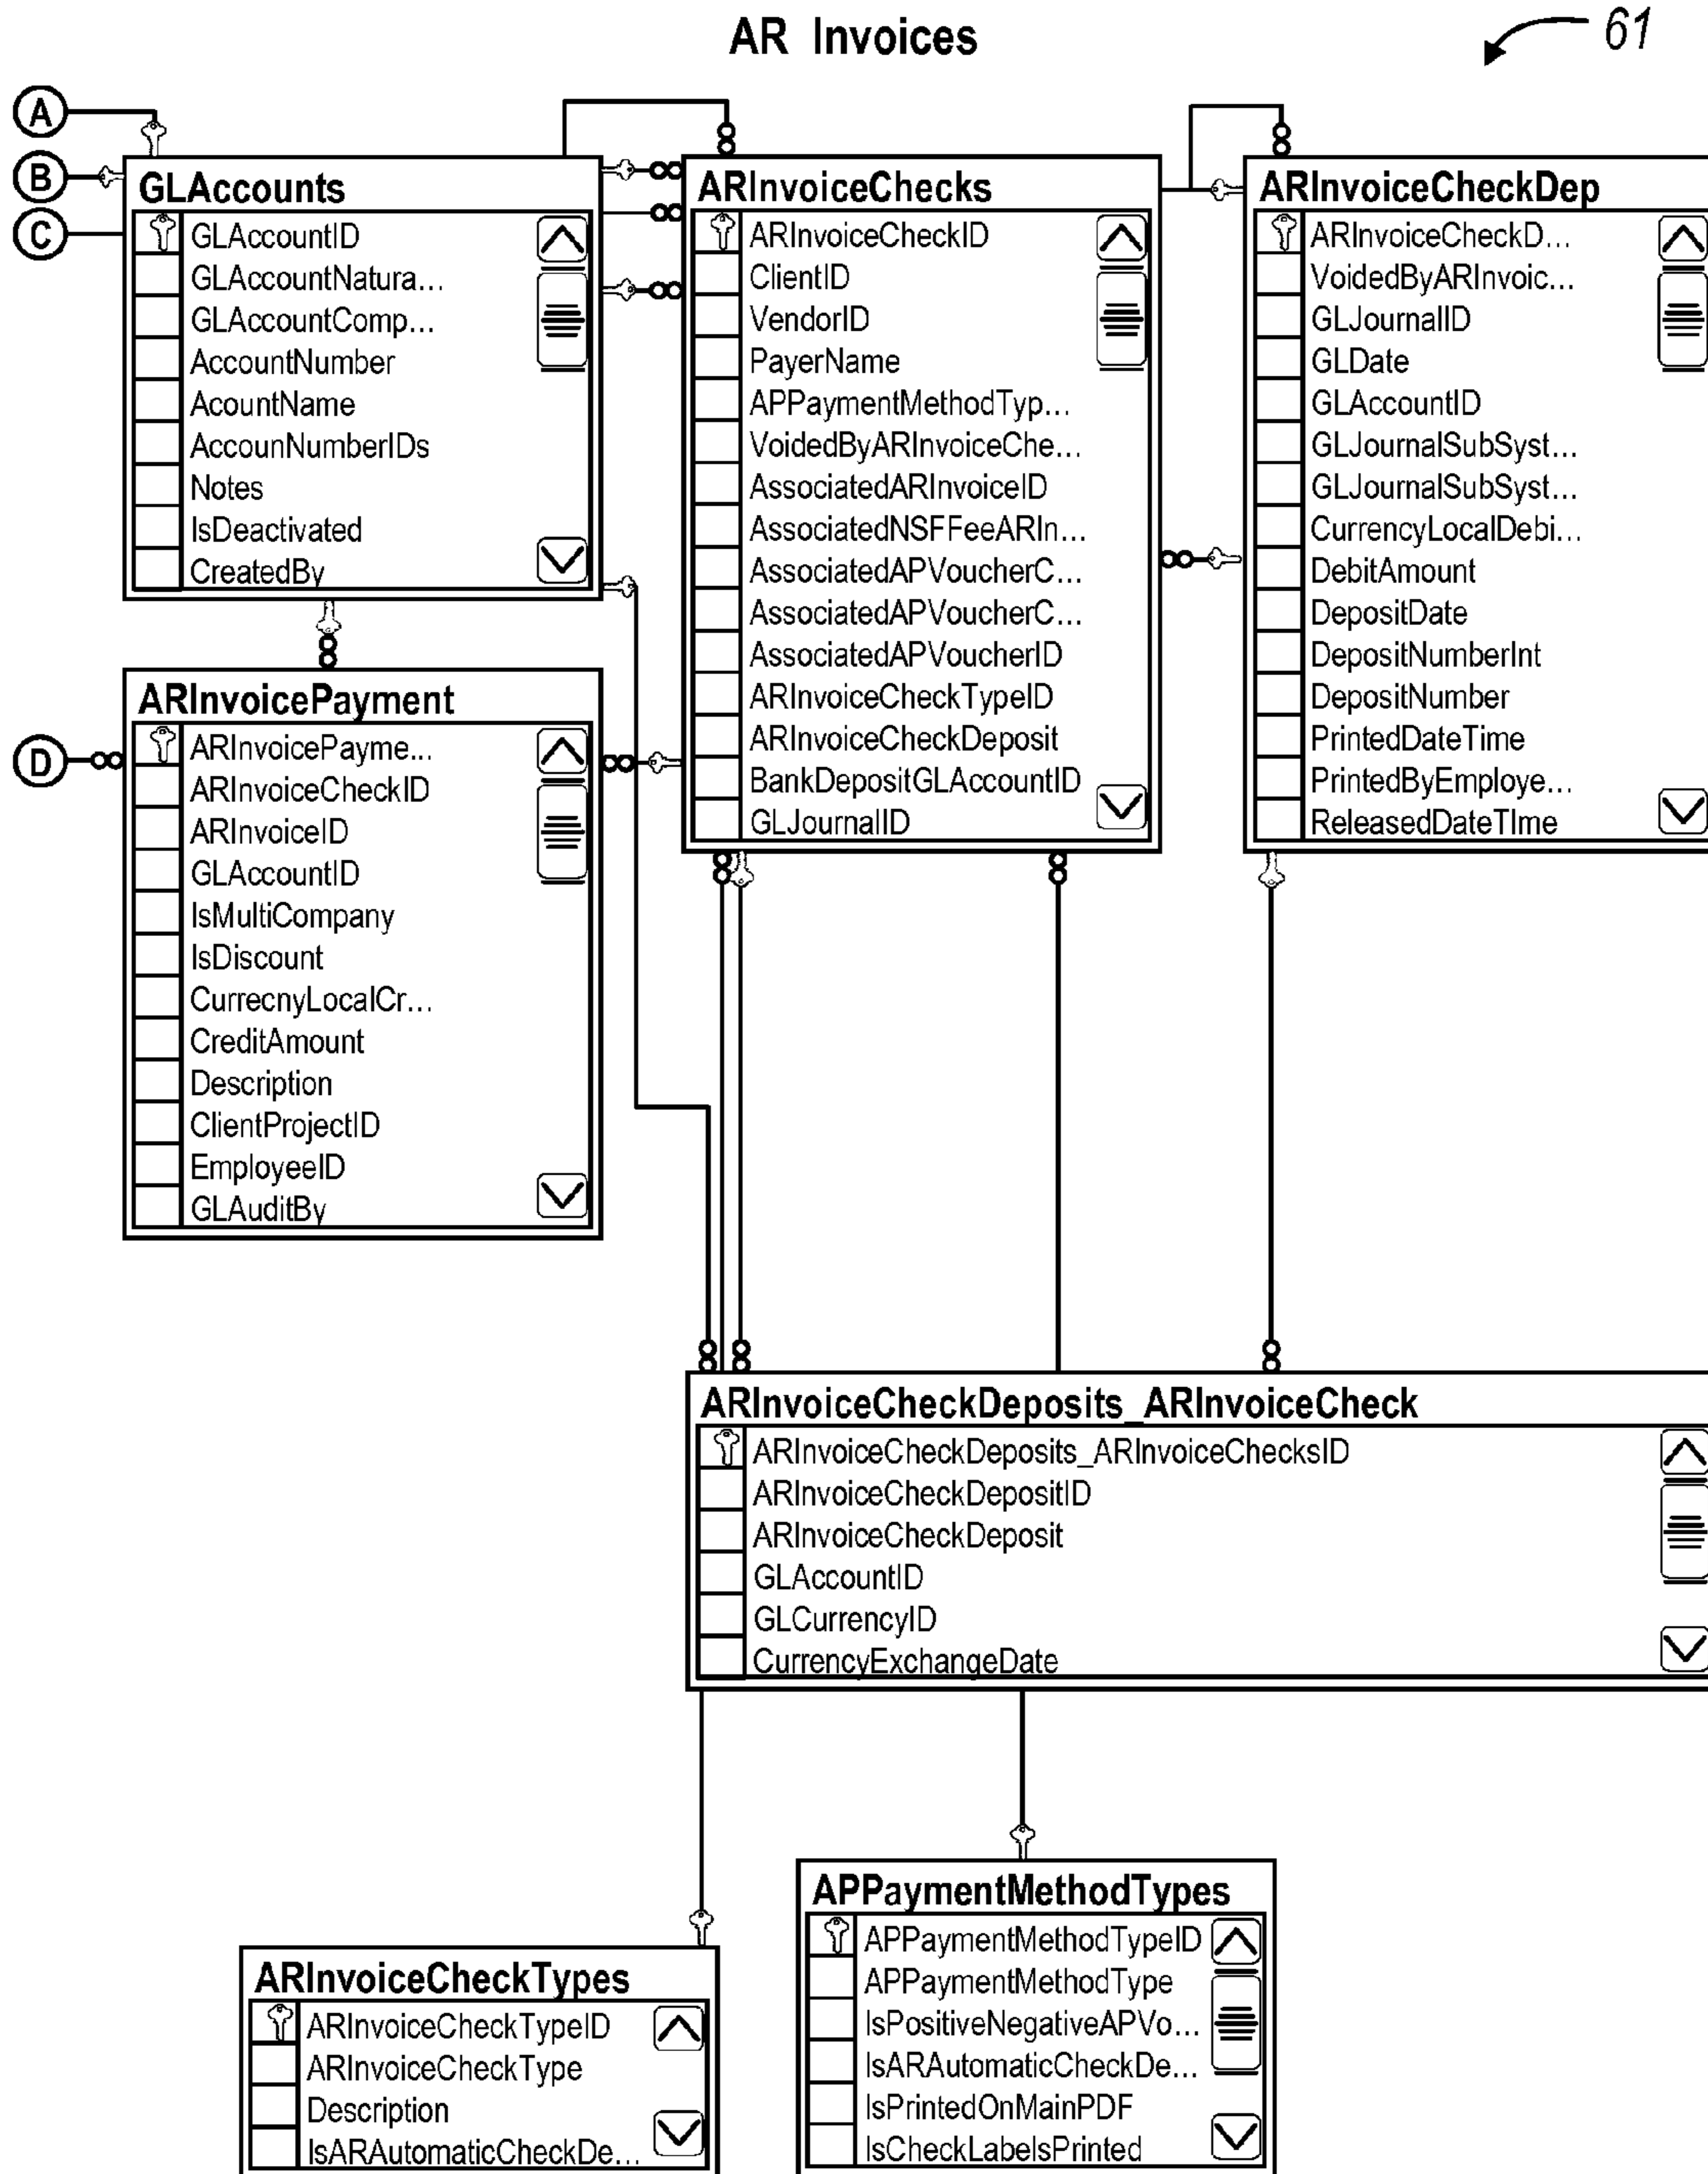 AR Invoices
61
A
B
C
GLAccounts
GLAccountID
GLAccountNatura...
GLAccountComp...
AccountNumber
AcountName
AccounNumberIDs
Notes
IsDeactivated
CreatedBy
ARInvoiceChecks
ARInvoiceCheckID
ClientID
VendorID
PayerName
APPaymentMethodTyp...
VoidedByARInvoiceChe...
AssociatedARInvoiceID
AssociatedNSFFeeARIn...
AssociatedAPVoucherC...
AssociatedAPVoucherC...
AssociatedAPVoucherID
ARInvoiceCheckTypeID
ARInvoiceCheckDeposit
BankDepositGLAccountID
GLJournalID
ARInvoiceCheckDep
ARInvoiceCheckD...
VoidedByARInvoic...
GLJournalID
GLDate
GLAccountID
GLJournalSubSyst...
GLJournalSubSyst...
CurrencyLocalDebi...
DebitAmount
DepositDate
DepositNumberInt
DepositNumber
PrintedDateTime
PrintedByEmploye...
ReleasedDateTIme
D
ARInvoicePayment
ARInvoicePayme...
ARInvoiceCheckID
ARInvoiceID
GLAccountID
IsMultiCompany
IsDiscount
CurrecnyLocalCr...
CreditAmount
Description
ClientProjectID
EmployeeID
GLAuditBy
ARInvoiceCheckDeposits_ARInvoiceCheck
ARInvoiceCheckDeposits_ARInvoiceChecksID
ARInvoiceCheckDepositID
ARInvoiceCheckDeposit
GLAccountID
GLCurrencyID
CurrencyExchangeDate
ARInvoiceCheckTypes
ARInvoiceCheckTypeID
ARInvoiceCheckType
Description
IsARAutomaticCheckDe...
APPaymentMethodTypes
APPaymentMethodTypeID
APPaymentMethodType
IsPositiveNegativeAPVo...
IsARAutomaticCheckDe...
IsPrintedOnMainPDF
IsCheckLabelsPrinted